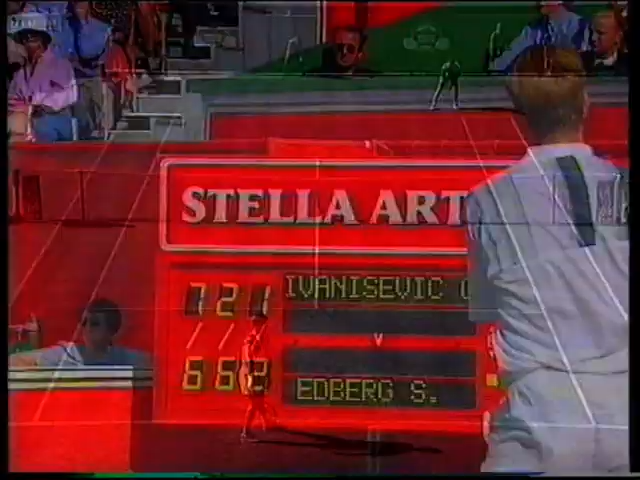 STELLA ART
7 2 1 IVANISEVIC
/ / V
6 6 2 EDBERG S.